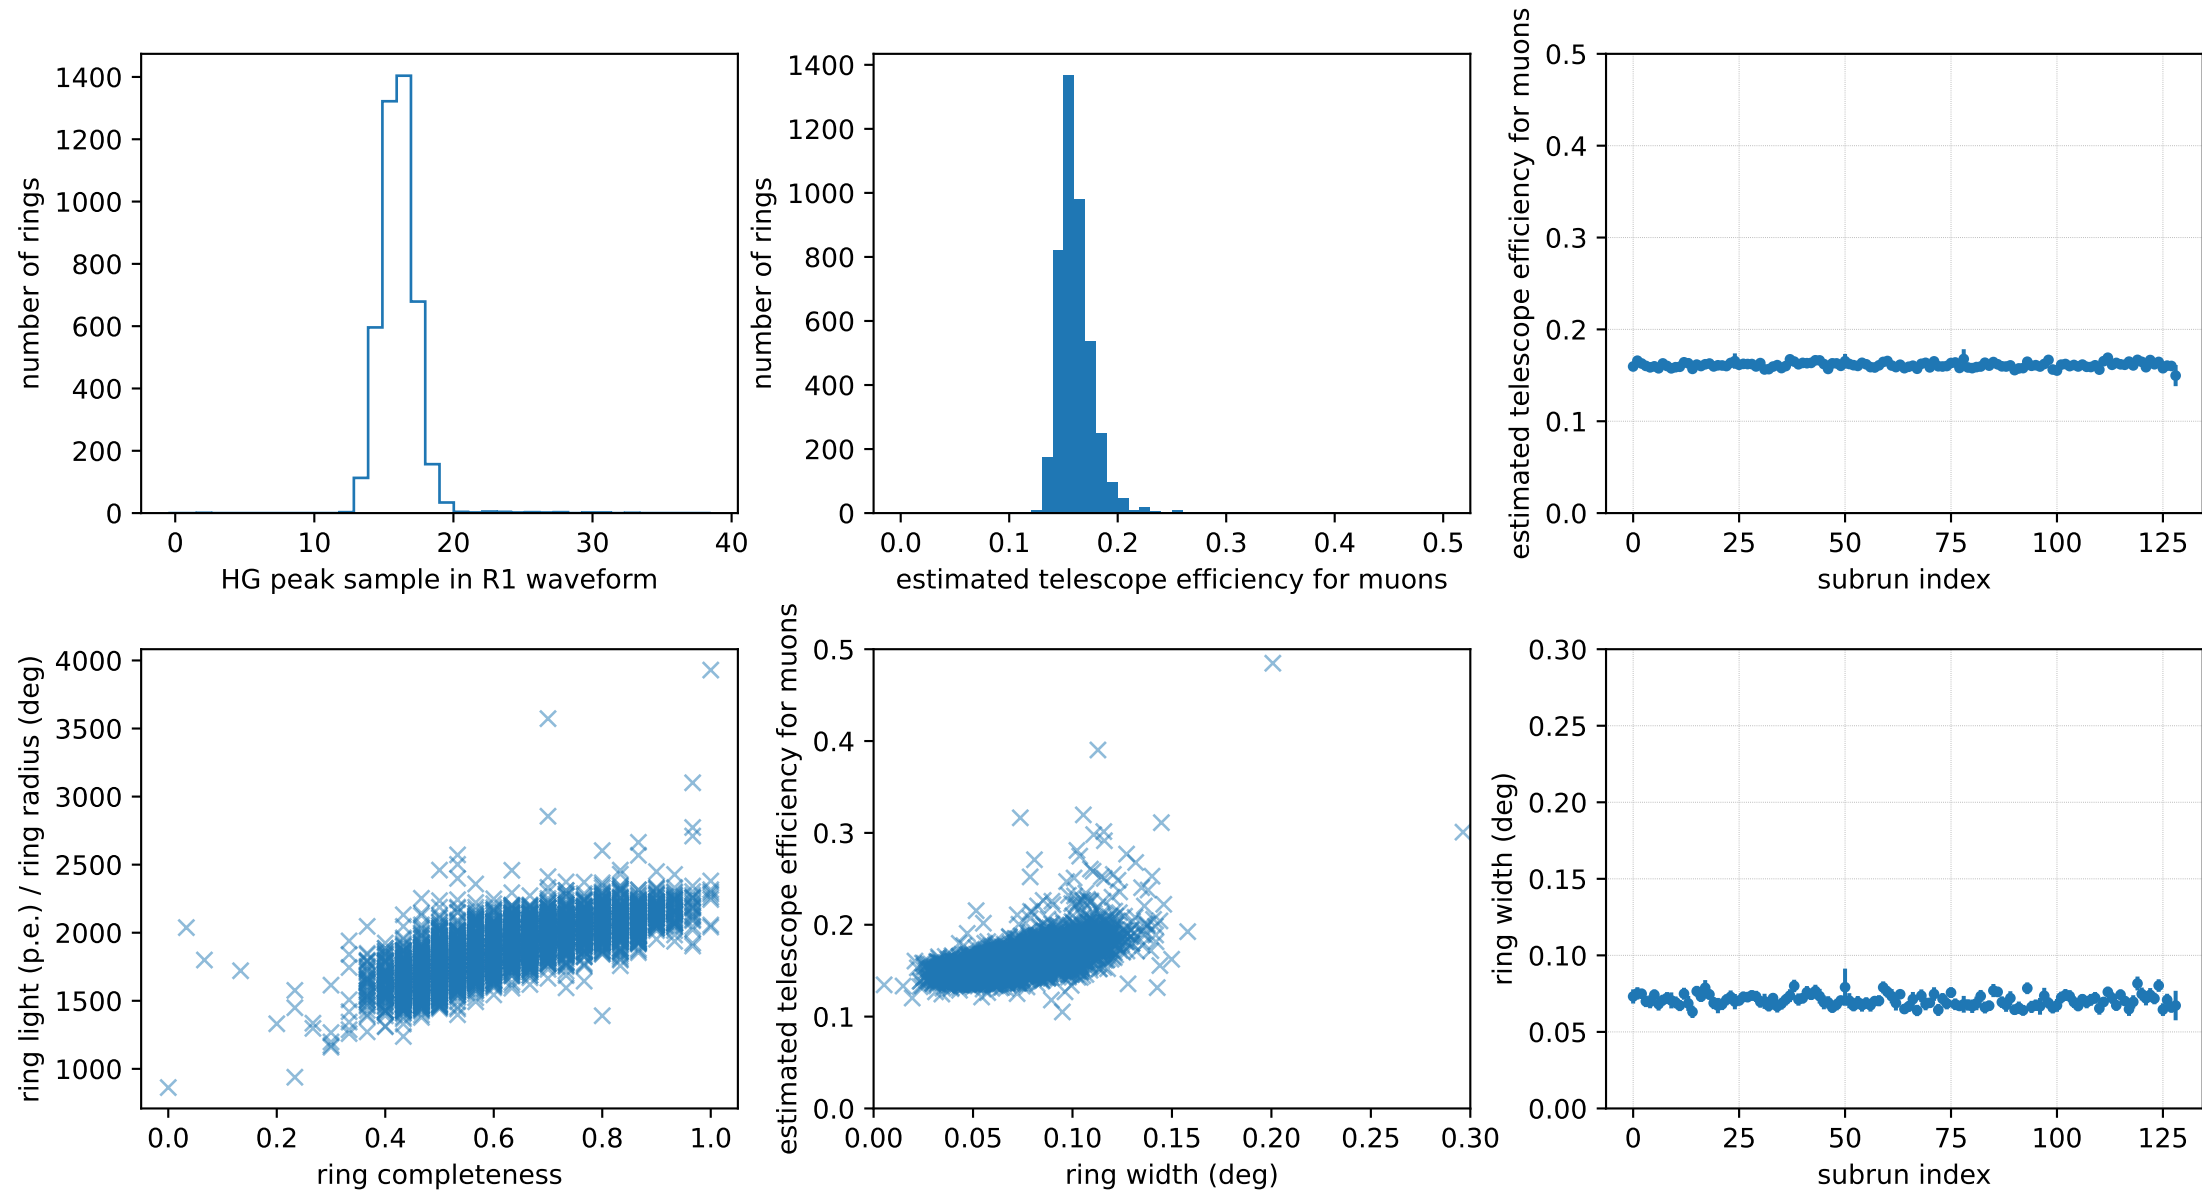 number of rings
1400
1200
1000
800
600
400
200
0
0 10 20 30 40
HG peak sample in R1 waveform
number of rings
1400
1200
1000
800
600
400
200
0
0.0 0.1 0.2 0.3 0.4 0.5
estimated telescope efficiency for muons
estimated telescope efficiency for muons
0.5
0.4
0.3
0.2
0.1
0.0
0 25 50 75 100 125
subrun index
ring light (p.e.) / ring radius (deg)
4000
3500
3000
2500
2000
1500
1000
0.0 0.2 0.4 0.6 0.8 1.0
ring completeness
estimated telescope efficiency for muons
0.5
0.4
0.3
0.2
0.1
0.0
0.00 0.05 0.10 0.15 0.20 0.25 0.30
ring width (deg)
ring width (deg)
0.30
0.25
0.20
0.15
0.10
0.05
0.00
0 25 50 75 100 125
subrun index